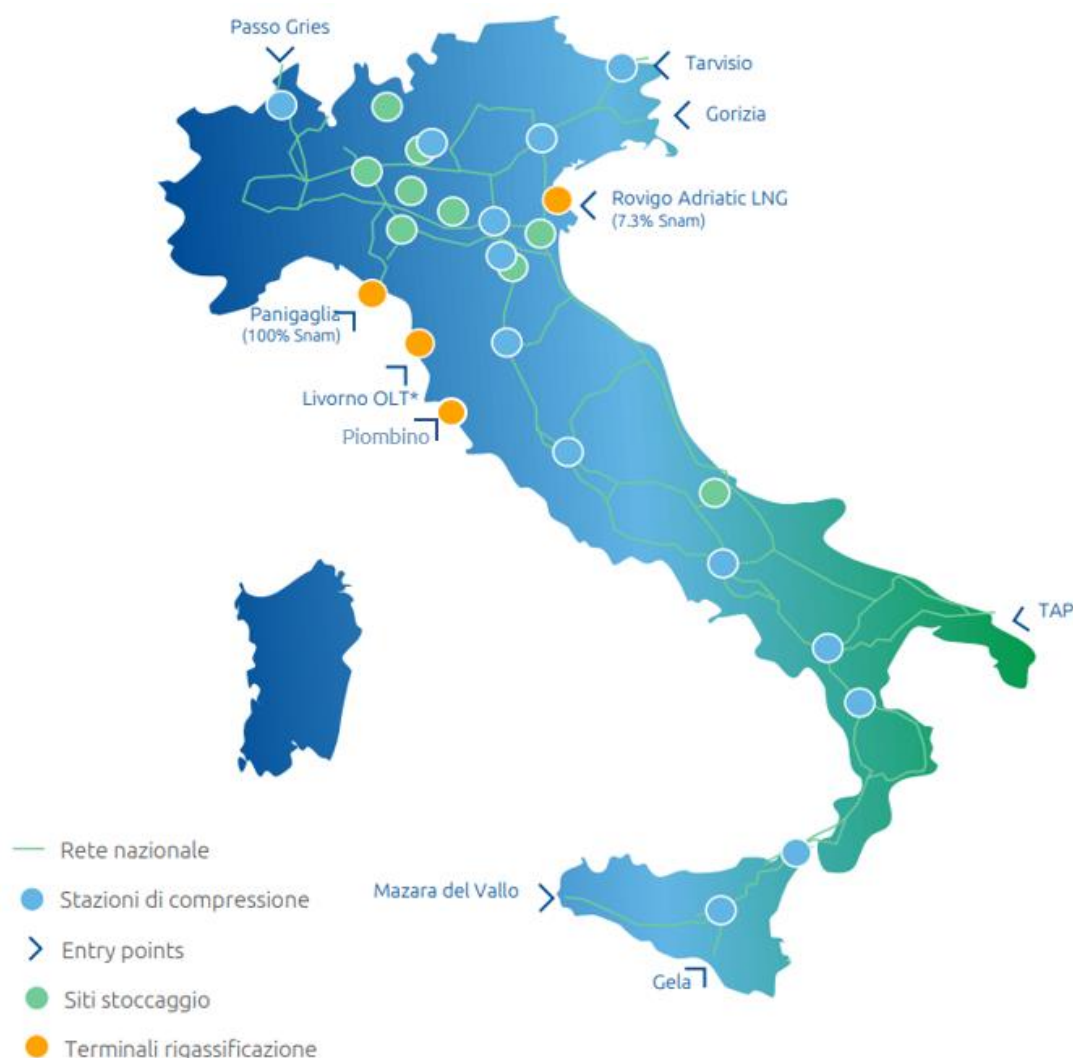 Passo Gries
Tarvisio
Gorizia
Rovigo Adriatic LNG
(7.3% Snam)
Panigaglia
(100% Snam)
Livorno OLT*
Piombino
TAP
Mazara del Vallo
Gela
Rete nazionale
Stazioni di compressione
Entry points
Siti stoccaggio
Terminali rigassificazione